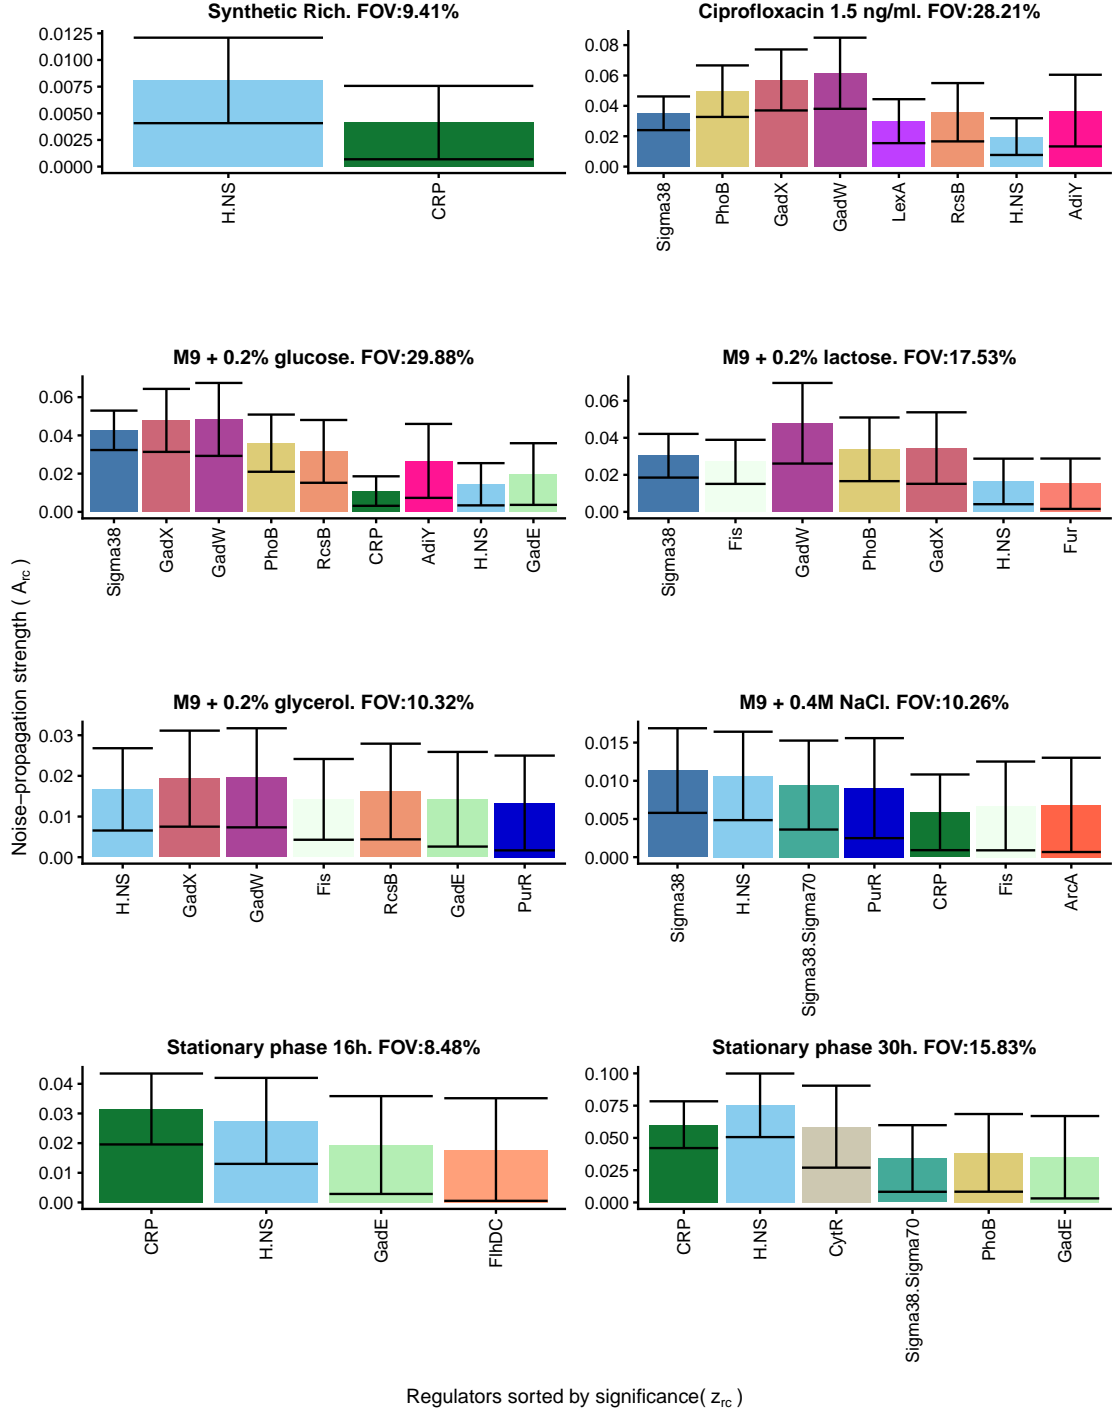 Synthetic Rich. FOV:9.41%
0.0125
0.0100
0.0075
0.0050
0.0025
0.0000
H.NS
CRP
Ciprofloxacin 1.5 ng/ml. FOV:28.21%
0.08
0.06
0.04
0.02
0.00
Sigma38
PhoB
GadX
GadW
LexA
RcsB
H.NS
AdiY
M9 + 0.2% glucose. FOV:29.88%
0.06
0.04
0.02
0.00
Sigma38
GadX
GadW
PhoB
RcsB
CRP
AdiY
H.NS
GadE
M9 + 0.2% lactose. FOV:17.53%
0.06
0.04
0.02
0.00
Sigma38
Fis
GadW
PhoB
GadX
H.NS
Fur
Noise−propagation strength ( A_rc )
M9 + 0.2% glycerol. FOV:10.32%
0.03
0.02
0.01
0.00
H.NS
GadX
GadW
Fis
RcsB
GadE
PurR
M9 + 0.4M NaCl. FOV:10.26%
0.015
0.010
0.005
0.000
Sigma38
H.NS
Sigma38.Sigma70
PurR
CRP
Fis
ArcA
Stationary phase 16h. FOV:8.48%
0.04
0.03
0.02
0.01
0.00
CRP
H.NS
GadE
FlhDC
Stationary phase 30h. FOV:15.83%
0.100
0.075
0.050
0.025
0.000
CRP
H.NS
CytR
Sigma38.Sigma70
PhoB
GadE
Regulators sorted by significance( z_rc )